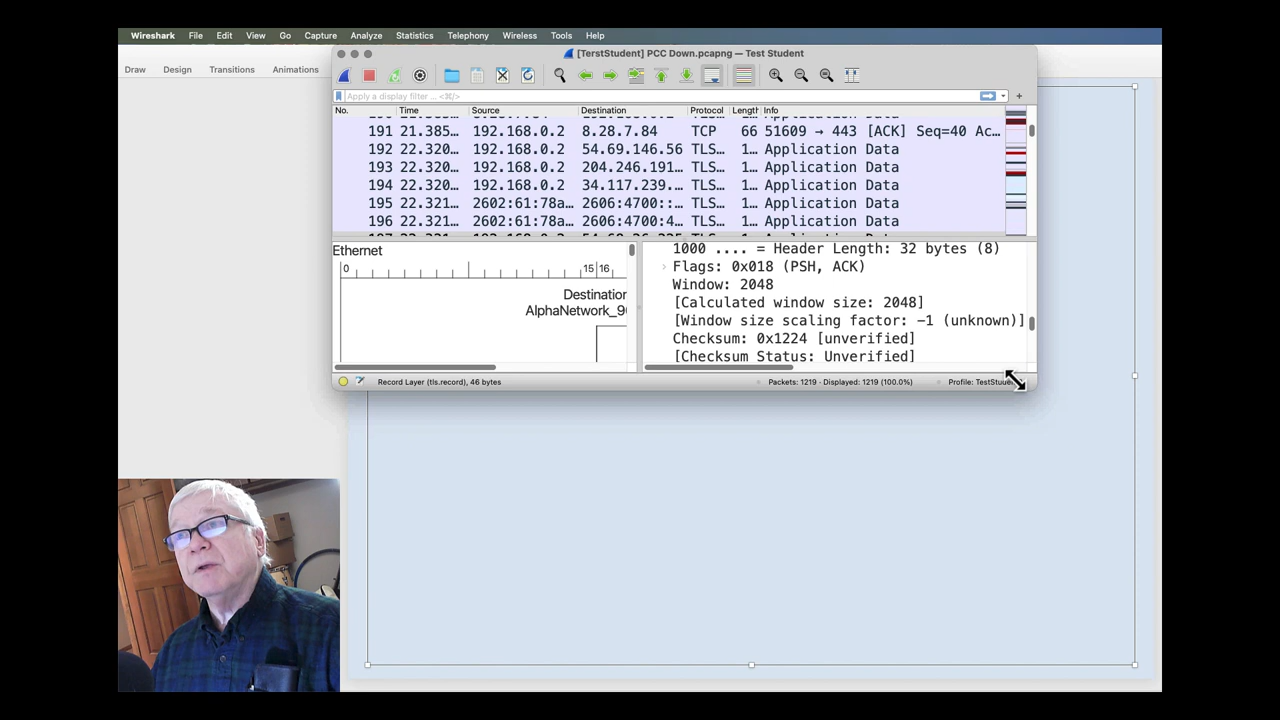 Wireshark File Edit View Go Capture Analyze Statistics Telephony Wireless Tools Help
Draw Design Transitions Animations
[TerstStudent] PCC Down.pcapng — Test Student
Apply a display filter … <⌘/>
No. Time Source Destination Protocol Length Info
191 21.385… 192.168.0.2 8.28.7.84 TCP 66 51609 → 443 [ACK] Seq=40 Ac…
192 22.320… 192.168.0.2 54.69.146.56 TLS… 1… Application Data
193 22.320… 192.168.0.2 204.246.191… TLS… 1… Application Data
194 22.320… 192.168.0.2 34.117.239.… TLS… 1… Application Data
195 22.321… 2602:61:78a… 2606:4700::… TLS… 1… Application Data
196 22.321… 2602:61:78a… 2606:4700:4… TLS… 1… Application Data
Ethernet
0 15 16
Destination
AlphaNetwork_9
1000 .... = Header Length: 32 bytes (8)
Flags: 0x018 (PSH, ACK)
Window: 2048
[Calculated window size: 2048]
[Window size scaling factor: -1 (unknown)]
Checksum: 0x1224 [unverified]
[Checksum Status: Unverified]
Record Layer (tls.record), 46 bytes
Packets: 1219 · Displayed: 1219 (100.0%)
Profile: TestStu